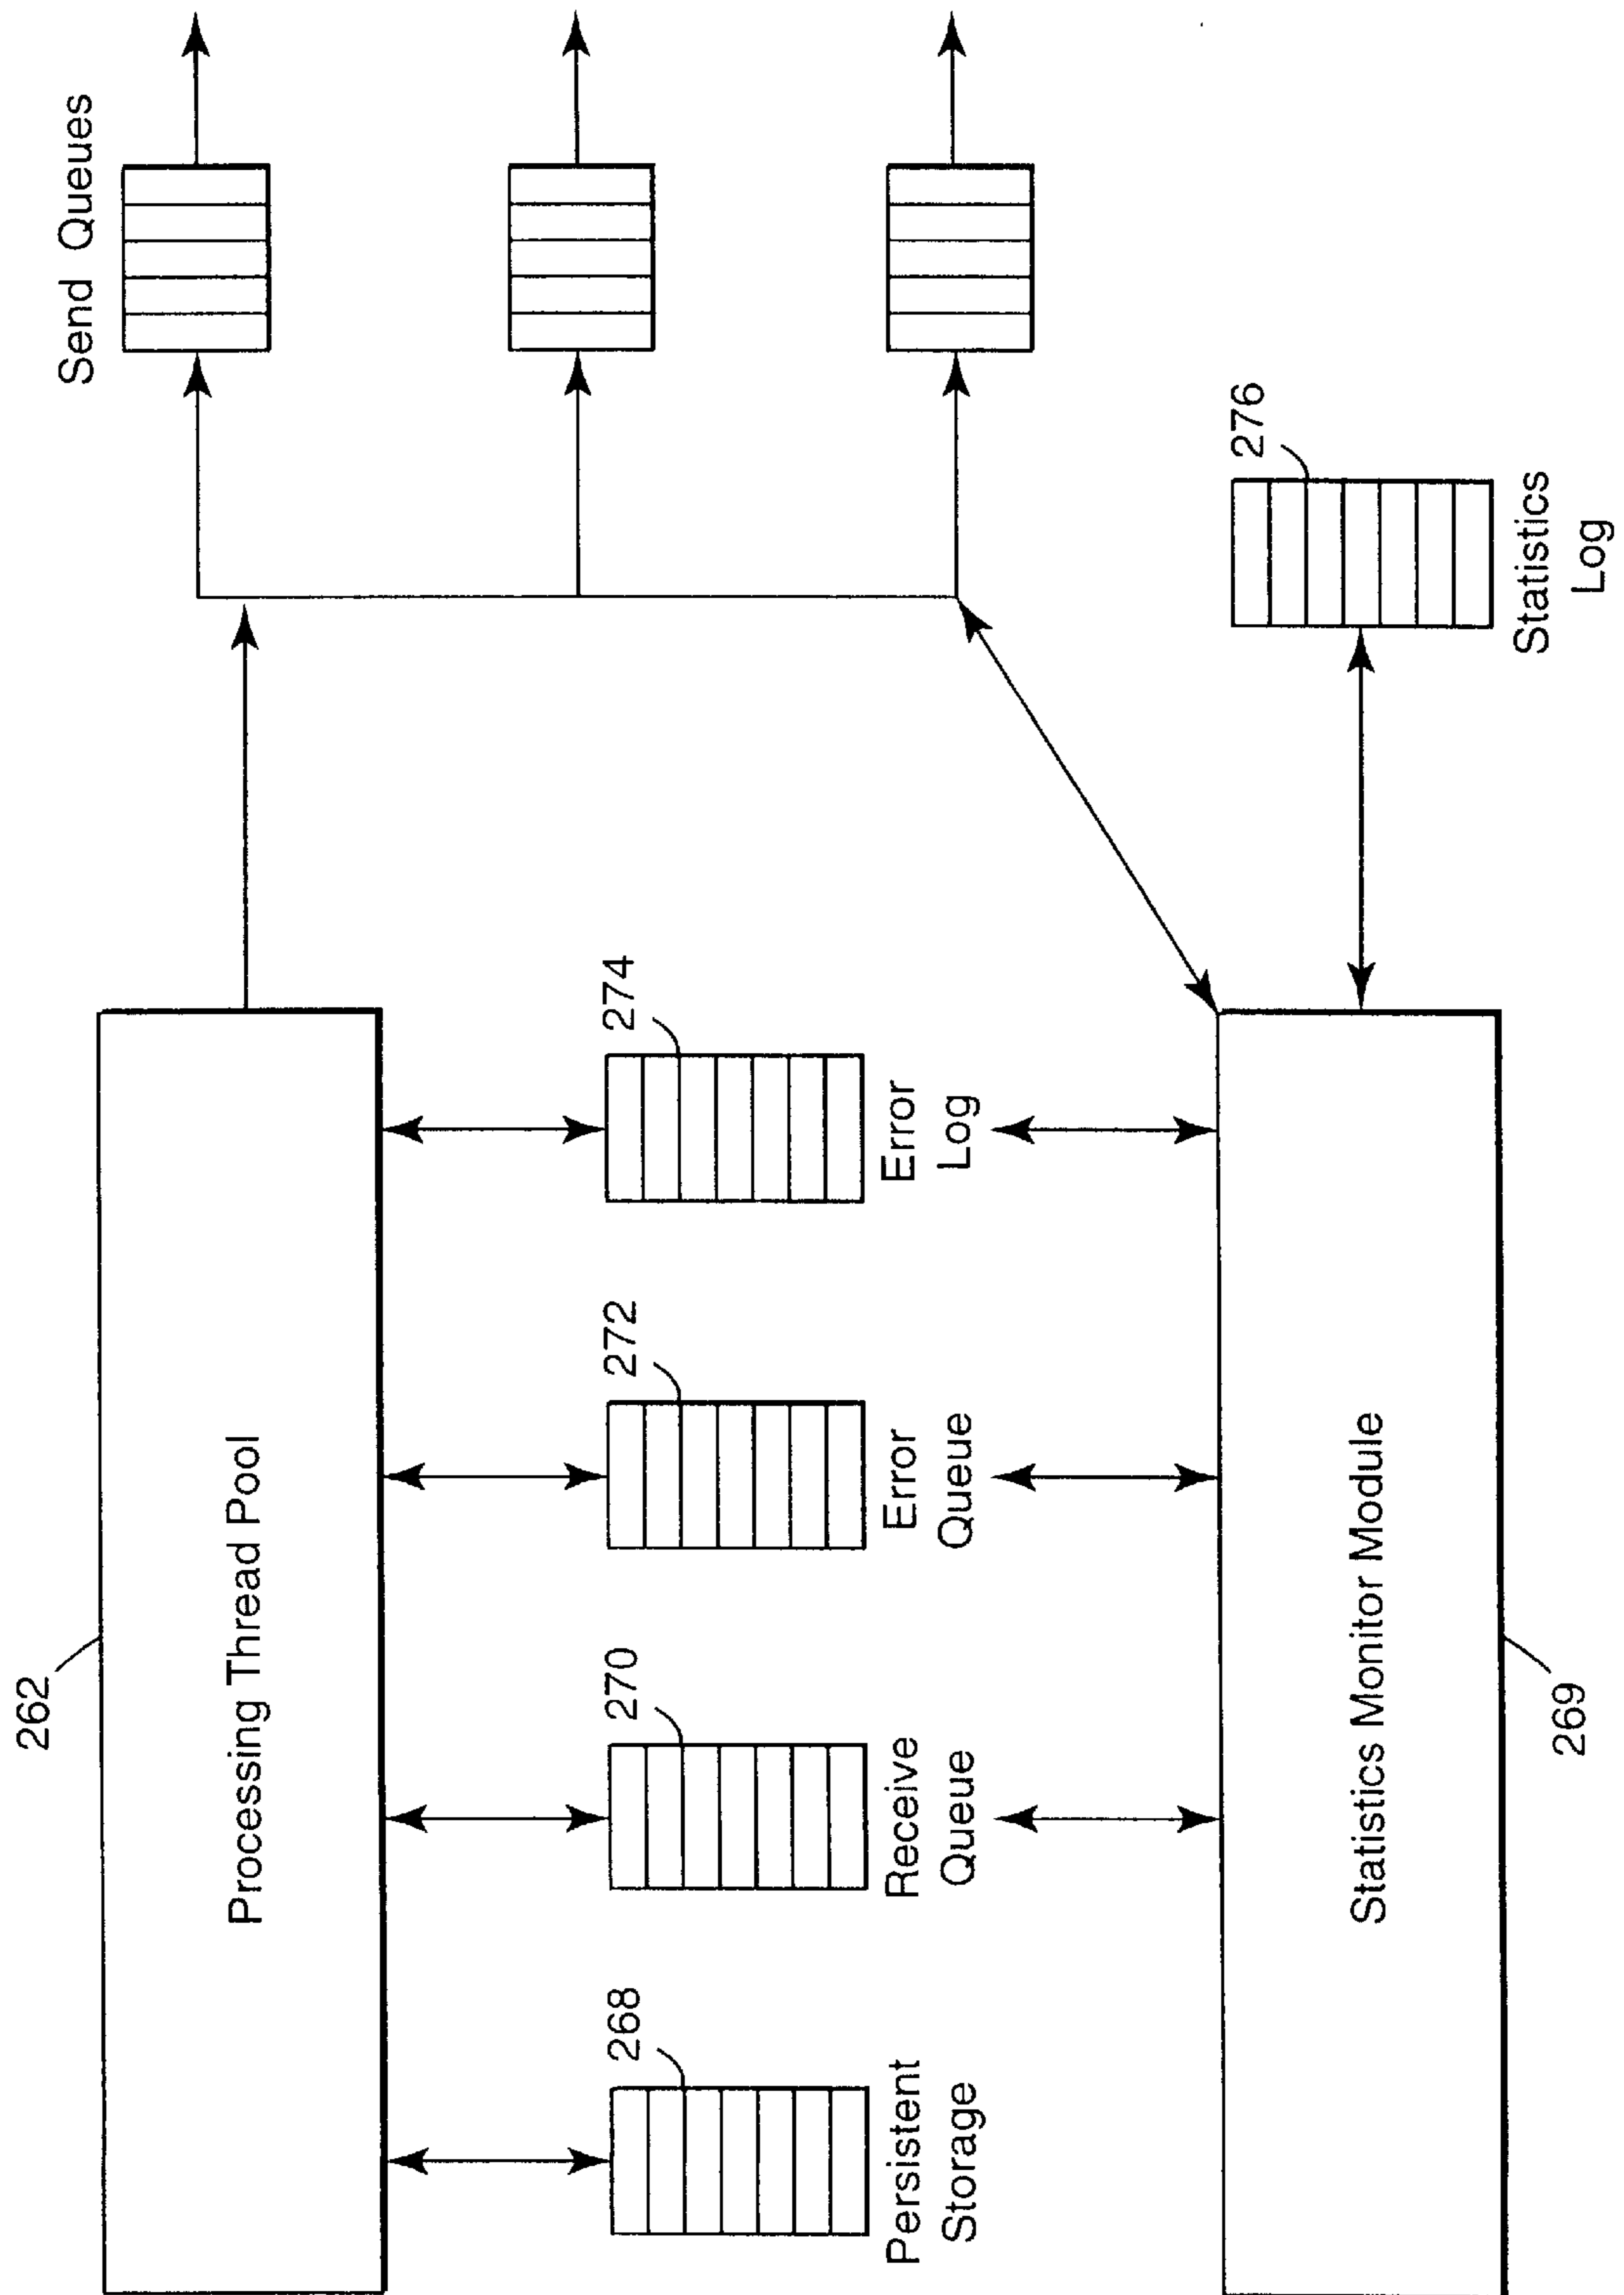 262
Processing Thread Pool
Send Queues
268
270
272
274
Persistent
Storage
Receive
Queue
Error
Queue
Error
Log
276
Statistics
Log
Statistics Monitor Module
269